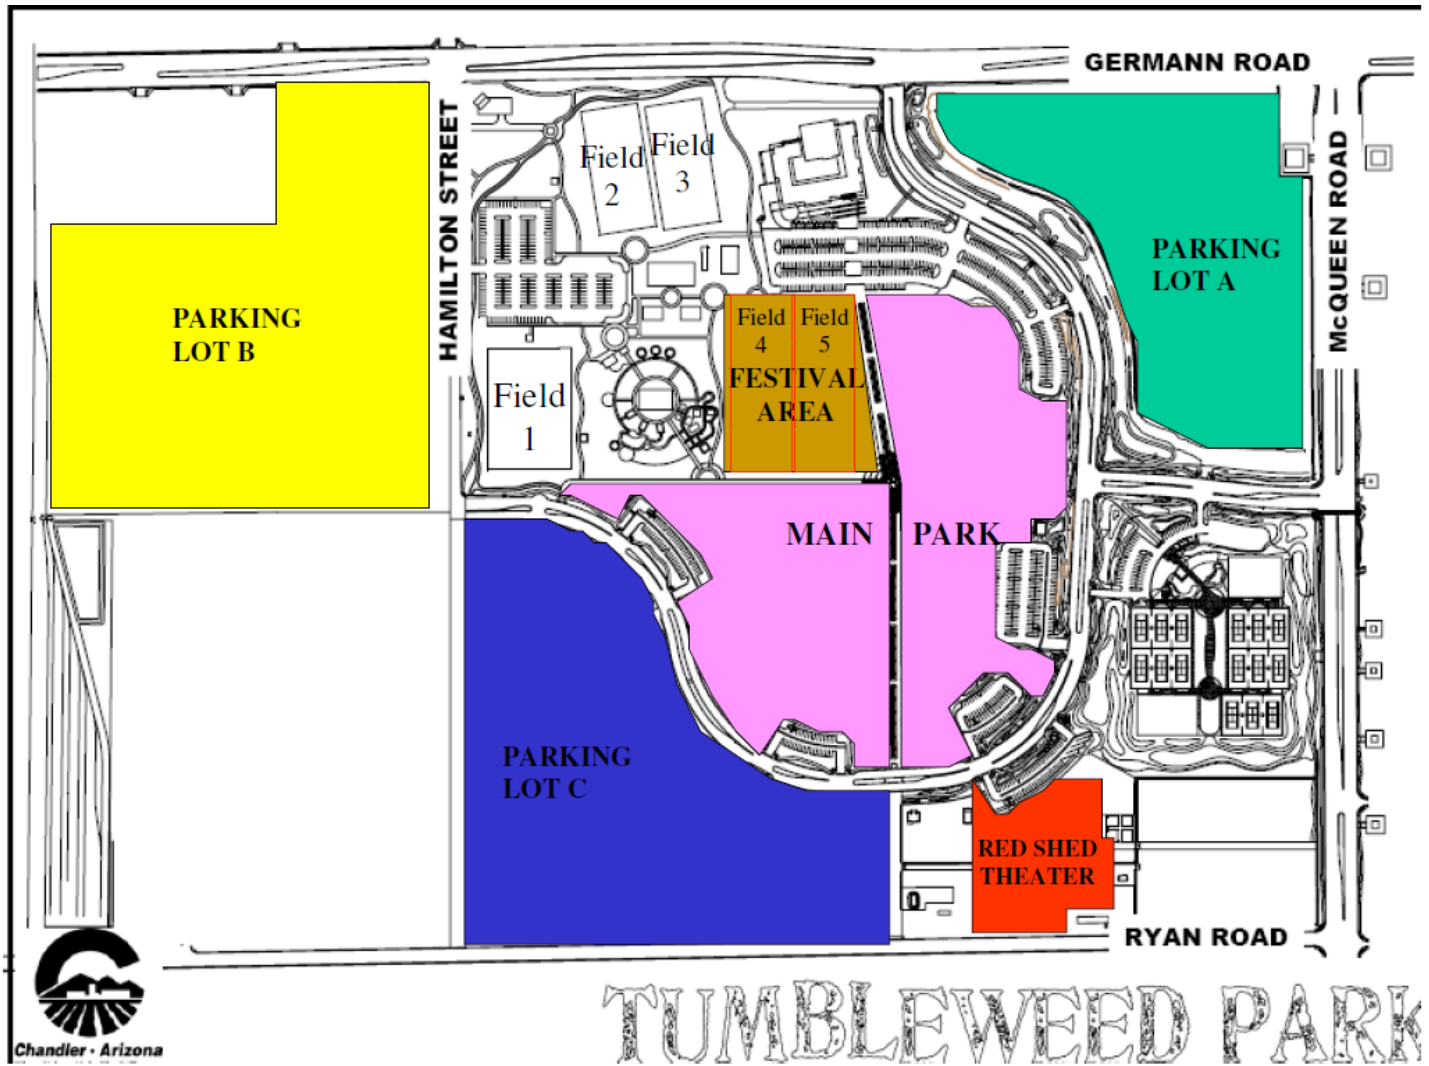 GERMANN ROAD
HAMILTON STREET
McQUEEN ROAD
Field
2
Field
3
PARKING
LOT A
PARKING
LOT B
Field
4
Field
5
FESTIVAL
AREA
Field
1
MAIN PARK
PARKING
LOT C
RED SHED
THEATER
RYAN ROAD
TUMBLEWEED PARK
Chandler · Arizona